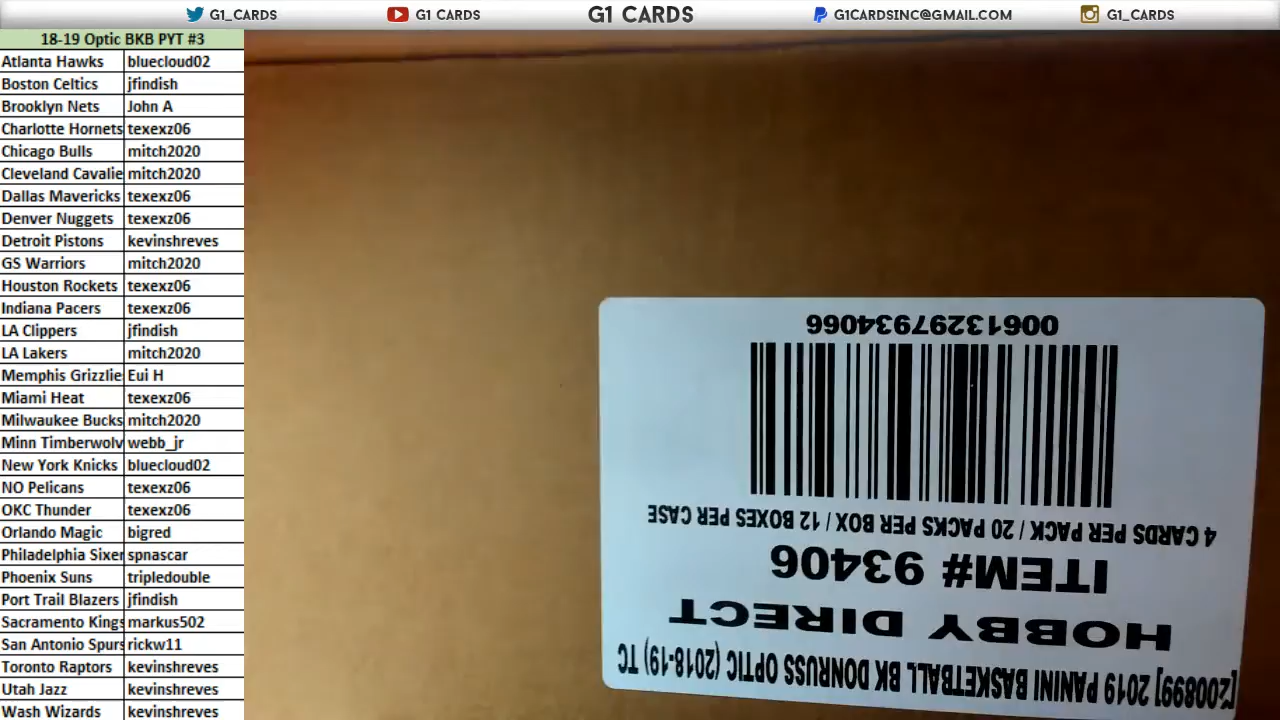 G1_CARDS G1 CARDS G1 CARDS G1CARDSINC@GMAIL.COM G1_CARDS
18-19 Optic BKB PYT #3
Atlanta Hawks bluecloud02
Boston Celtics jfindish
Brooklyn Nets John A
Charlotte Hornets texexz06
Chicago Bulls mitch2020
Cleveland Cavalie mitch2020
Dallas Mavericks texexz06
Denver Nuggets texexz06
Detroit Pistons kevinshreves
GS Warriors mitch2020
Houston Rockets texexz06
Indiana Pacers texexz06
LA Clippers jfindish
LA Lakers mitch2020
Memphis Grizzlie Eui H
Miami Heat texexz06
Milwaukee Bucks mitch2020
Minn Timberwolv webb_jr
New York Knicks bluecloud02
NO Pelicans texexz06
OKC Thunder texexz06
Orlando Magic bigred
Philadelphia Sixer spnascar
Phoenix Suns tripledouble
Port Trail Blazers jfindish
Sacramento Kings markus502
San Antonio Spurs rickw11
Toronto Raptors kevinshreves
Utah Jazz kevinshreves
Wash Wizards kevinshreves
[200899] 2019 PANINI BASKETBALL BK DONRUSS OPTIC (2018-19) TC
HOBBY DIRECT
ITEM# 93406
4 CARDS PER PACK / 20 PACKS PER BOX / 12 BOXES PER CASE
00613297934066